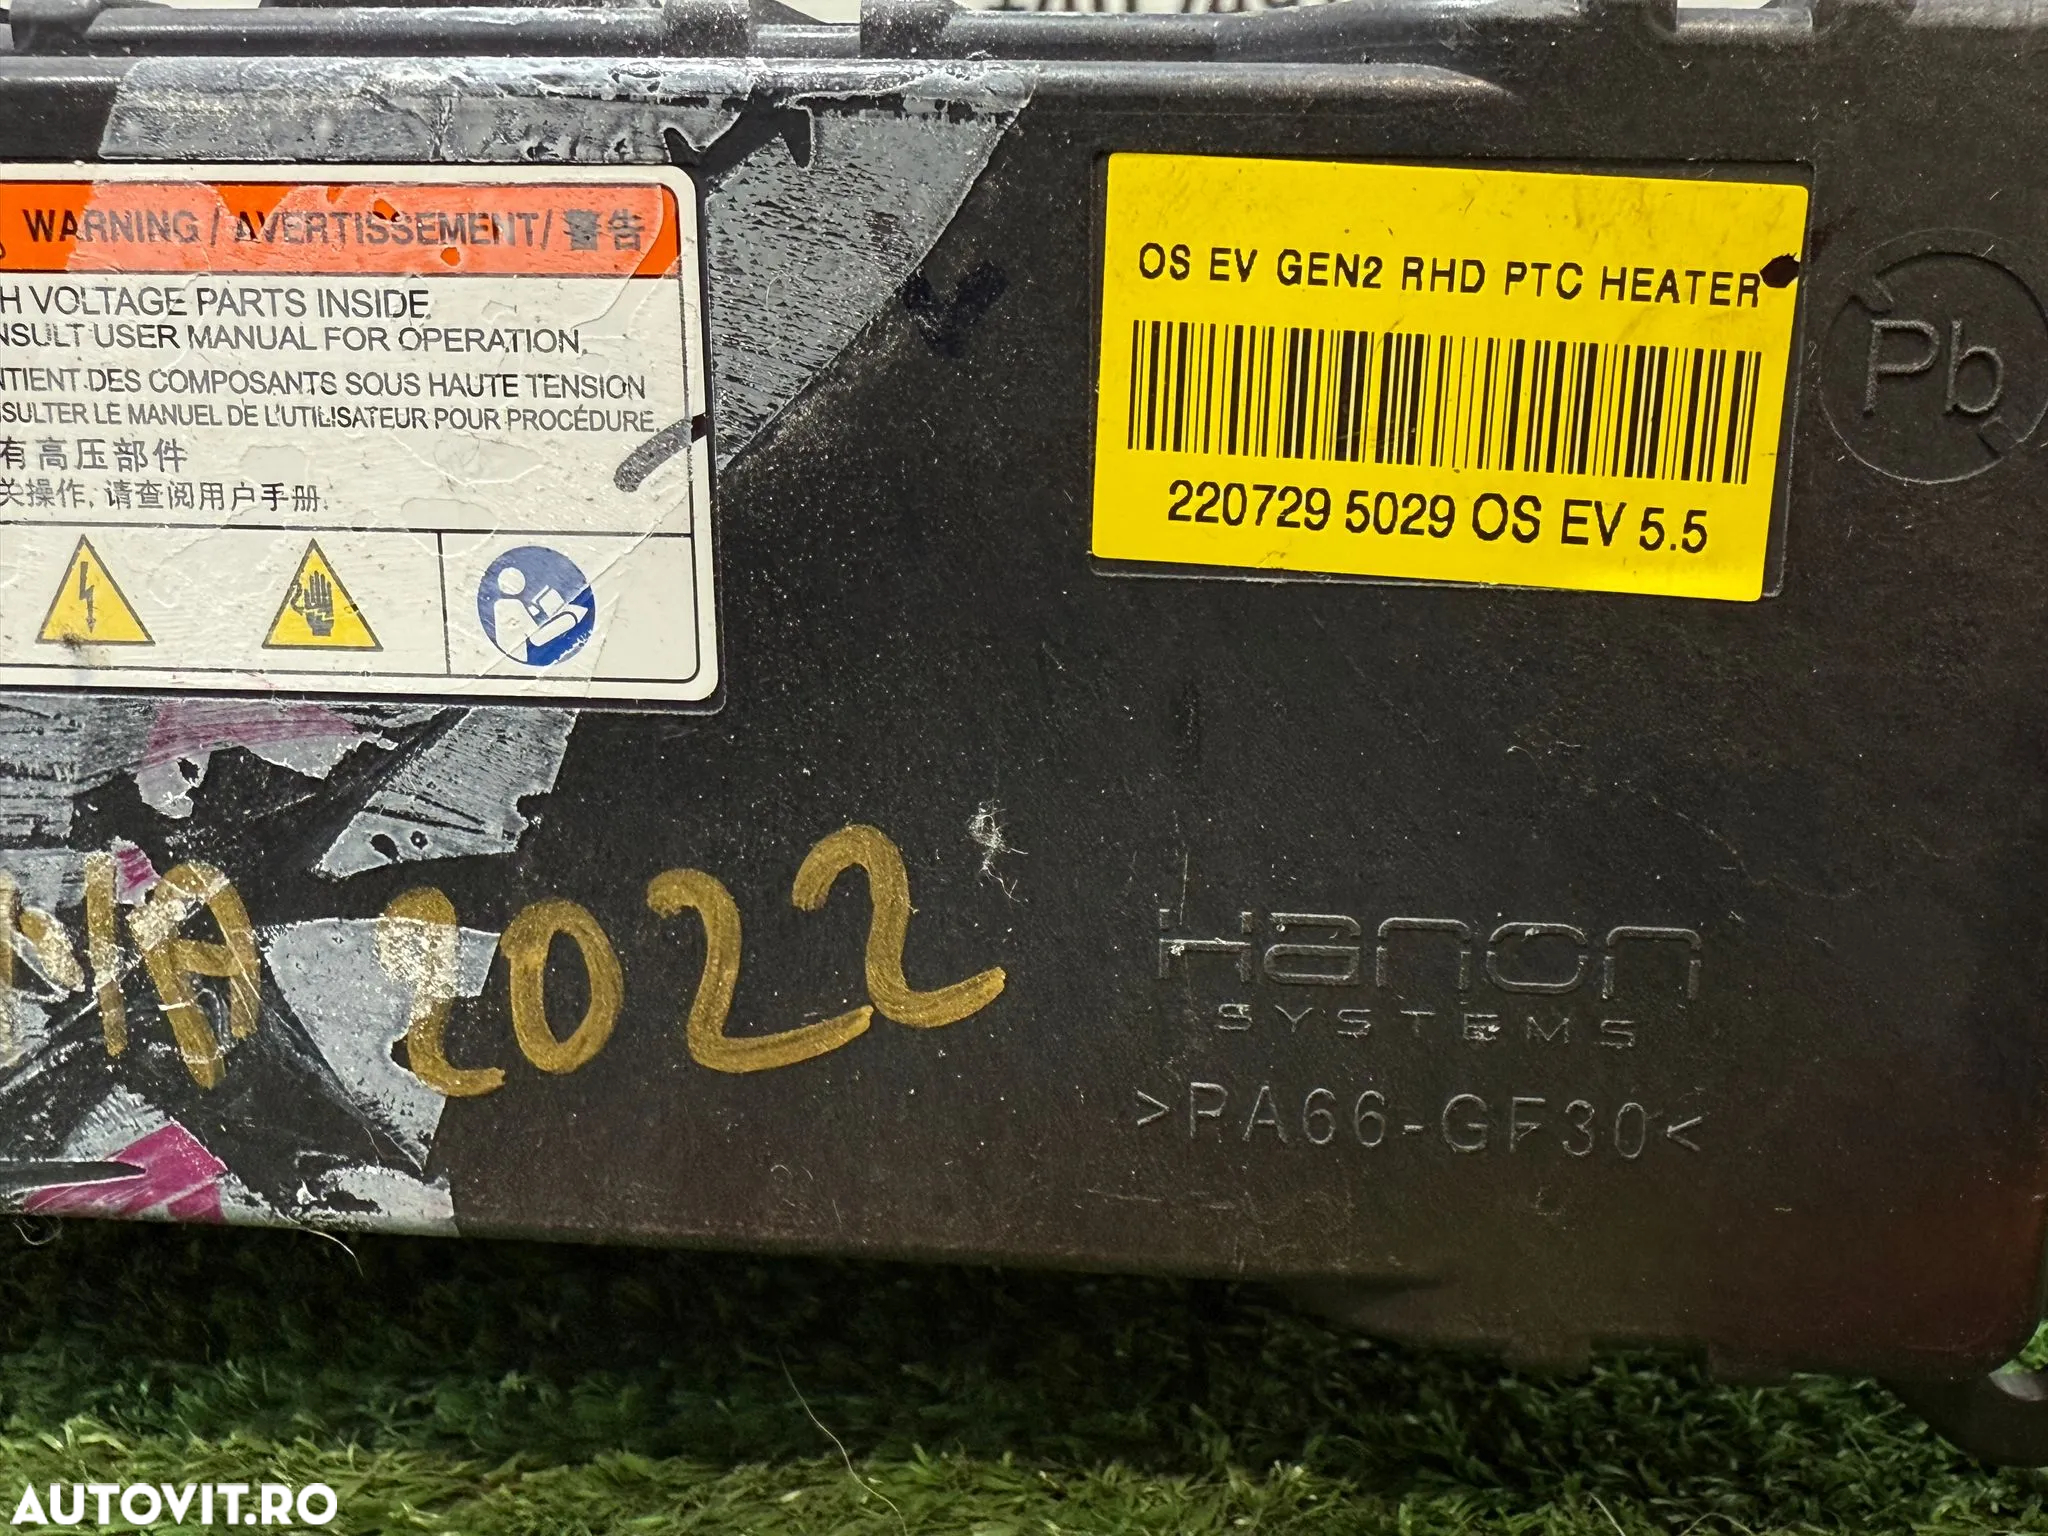 WARNING / AVERTISSEMENT/ 警告
H VOLTAGE PARTS INSIDE.
NSULT USER MANUAL FOR OPERATION.
NTIENT DES COMPOSANTS SOUS HAUTE TENSION
SULTER LE MANUEL DE L'UTILISATEUR POUR PROCÉDURE.
有高压部件
关操作, 请查阅用户手册.
OS EV GEN2 RHD PTC HEATER
220729 5029 OS EV 5.5
Pb
NIA 2022
Hanon
SYSTEMS
>PA66-GF30<
AUTOVIT.RO